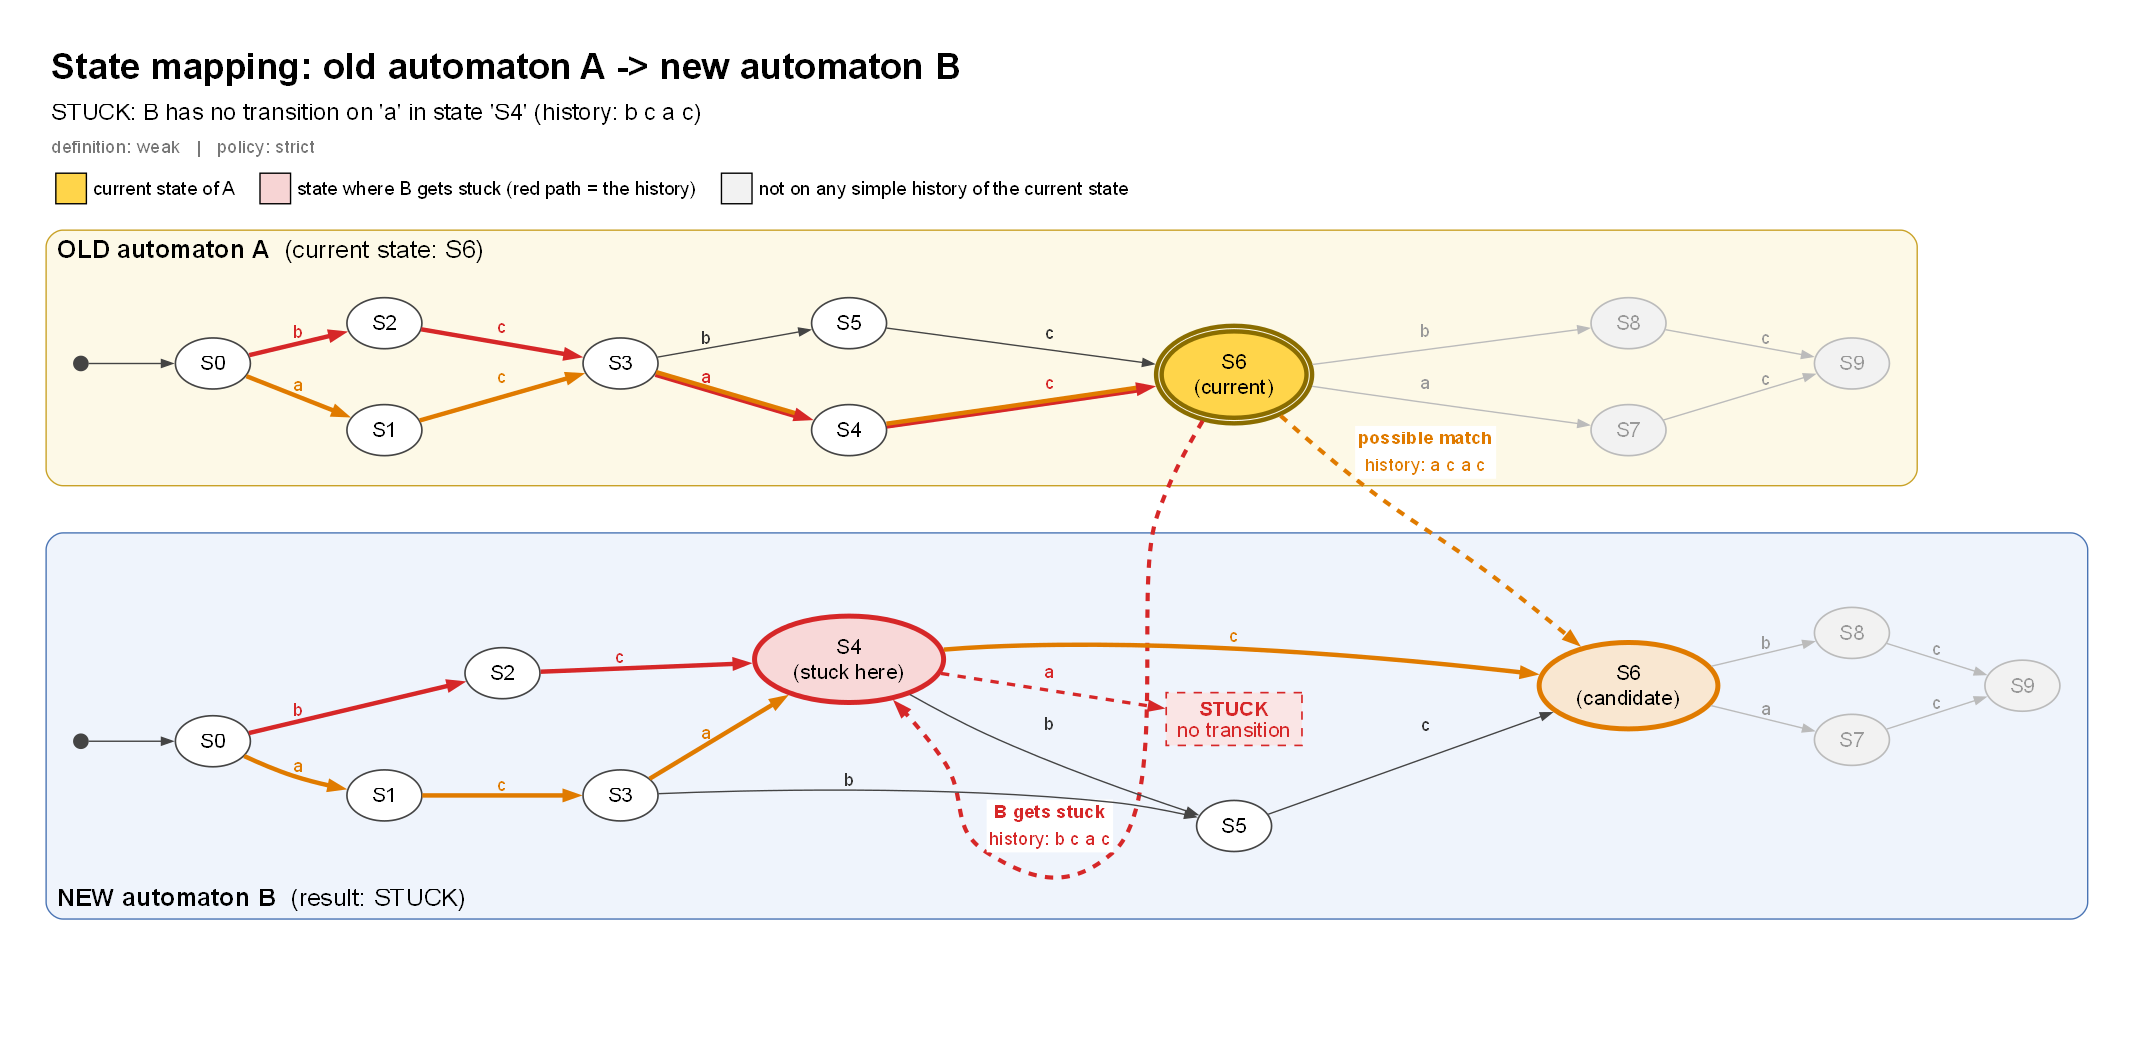 State mapping: old automaton A -> new automaton B
STUCK: B has no transition on 'a' in state 'S4' (history: b c a c)
definition: weak | policy: strict
current state of A
state where B gets stuck (red path = the history)
not on any simple history of the current state
OLD automaton A (current state: S6)
S0
b
a
S2
S1
c
c
S3
b
a
S5
S4
c
c
S6
(current)
b
a
S8
S7
c
c
S9
possible match
history: a c a c
S0
b
a
S2
S1
c
c
S3
a
b
S4
(stuck here)
c
a
b
STUCK
no transition
B gets stuck
history: b c a c
S5
c
S6
(candidate)
b
a
S8
S7
c
c
S9
NEW automaton B (result: STUCK)